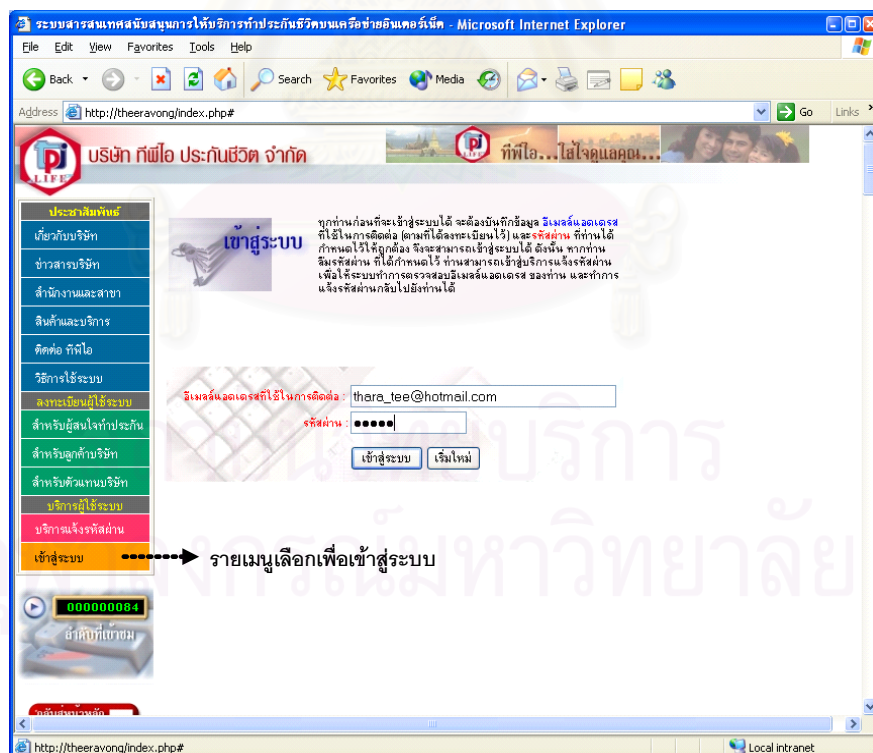 ระบบสารสนเทศสนับสนุนการให้บริการทำประกันชีวิตบนเครือข่ายอินเตอร์เน็ต - Microsoft Internet Explorer
File Edit View Favorites Tools Help
Back Search Favorites Media
Address http://theeravong/index.php# Go Links
TPI LIFE บริษัท ทีพีไอ ประกันชีวิต จำกัด ทีพีไอ...ใส่ใจดูแลคุณ...
ประชาสัมพันธ์
เกี่ยวกับบริษัท
ข่าวสารบริษัท
สำนักงานและสาขา
สินค้าและบริการ
ติดต่อ ทีพีไอ
วิธีการใช้ระบบ
ลงทะเบียนผู้ใช้ระบบ
สำหรับผู้สนใจทำประกัน
สำหรับลูกค้าบริษัท
สำหรับตัวแทนบริษัท
บริการผู้ใช้ระบบ
บริการแจ้งรหัสผ่าน
เข้าสู่ระบบ
000000084
ลำดับที่เข้าชม
กลับสู่หน้าหลัก
เข้าสู่ระบบ
ทุกท่านก่อนที่จะเข้าสู่ระบบได้ จะต้องบันทึกข้อมูล อีเมลล์แอดเดรส
ที่ใช้ในการติดต่อ (ตามที่ได้ลงทะเบียนไว้) และรหัสผ่าน ที่ท่านได้
กำหนดไว้ให้ถูกต้อง จึงจะสามารถเข้าสู่ระบบได้ ดังนั้น หากท่าน
ลืมรหัสผ่าน ที่ได้กำหนดไว้ ท่านสามารถเข้าสู่บริการแจ้งรหัสผ่าน
เพื่อให้ระบบทำการตรวจสอบอีเมลล์แอดเดรส ของท่าน และทำการ
แจ้งรหัสผ่านกลับไปยังท่านได้
อีเมลล์แอดเดรสที่ใช้ในการติดต่อ : thara_tee@hotmail.com
รหัสผ่าน : •••••
เข้าสู่ระบบ เริ่มใหม่
รายเมนูเลือกเพื่อเข้าสู่ระบบ
http://theeravong/index.php# Local intranet